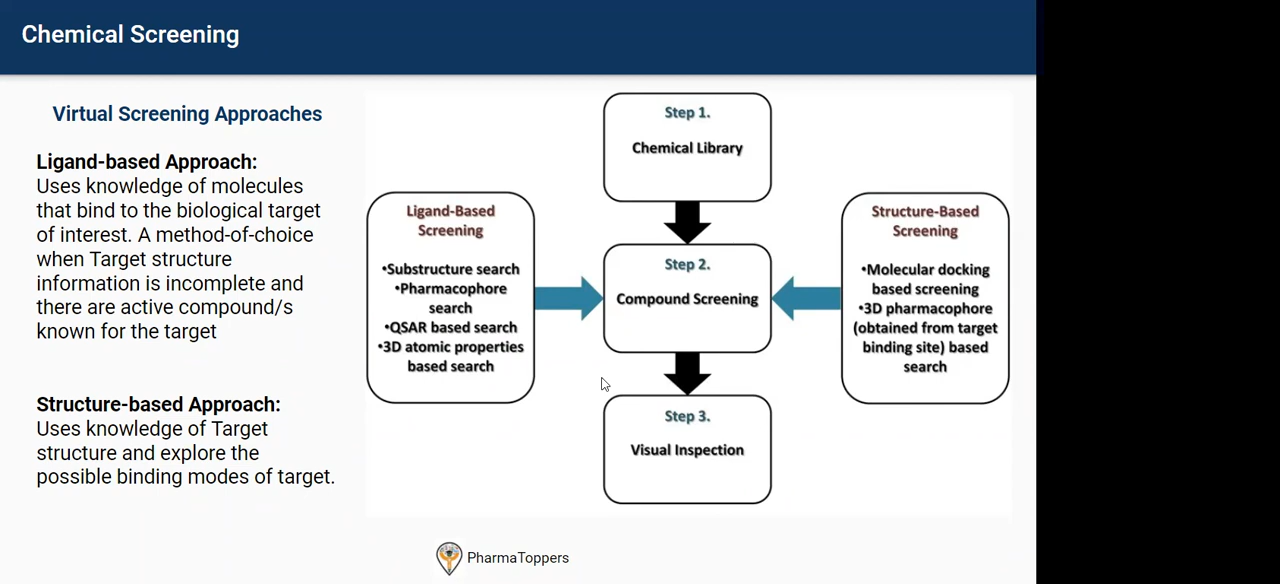 Chemical Screening
Virtual Screening Approaches
Ligand-based Approach:
Uses knowledge of molecules
that bind to the biological target
of interest. A method-of-choice
when Target structure
information is incomplete and
there are active compound/s
known for the target
Structure-based Approach:
Uses knowledge of Target
structure and explore the
possible binding modes of target.
Ligand-Based
Screening
•Substructure search
•Pharmacophore
search
•QSAR based search
•3D atomic properties
based search
Step 1.
Chemical Library
Step 2.
Compound Screening
Step 3.
Visual Inspection
Structure-Based
Screening
•Molecular docking
based screening
•3D pharmacophore
(obtained from target
binding site) based
search
PharmaToppers